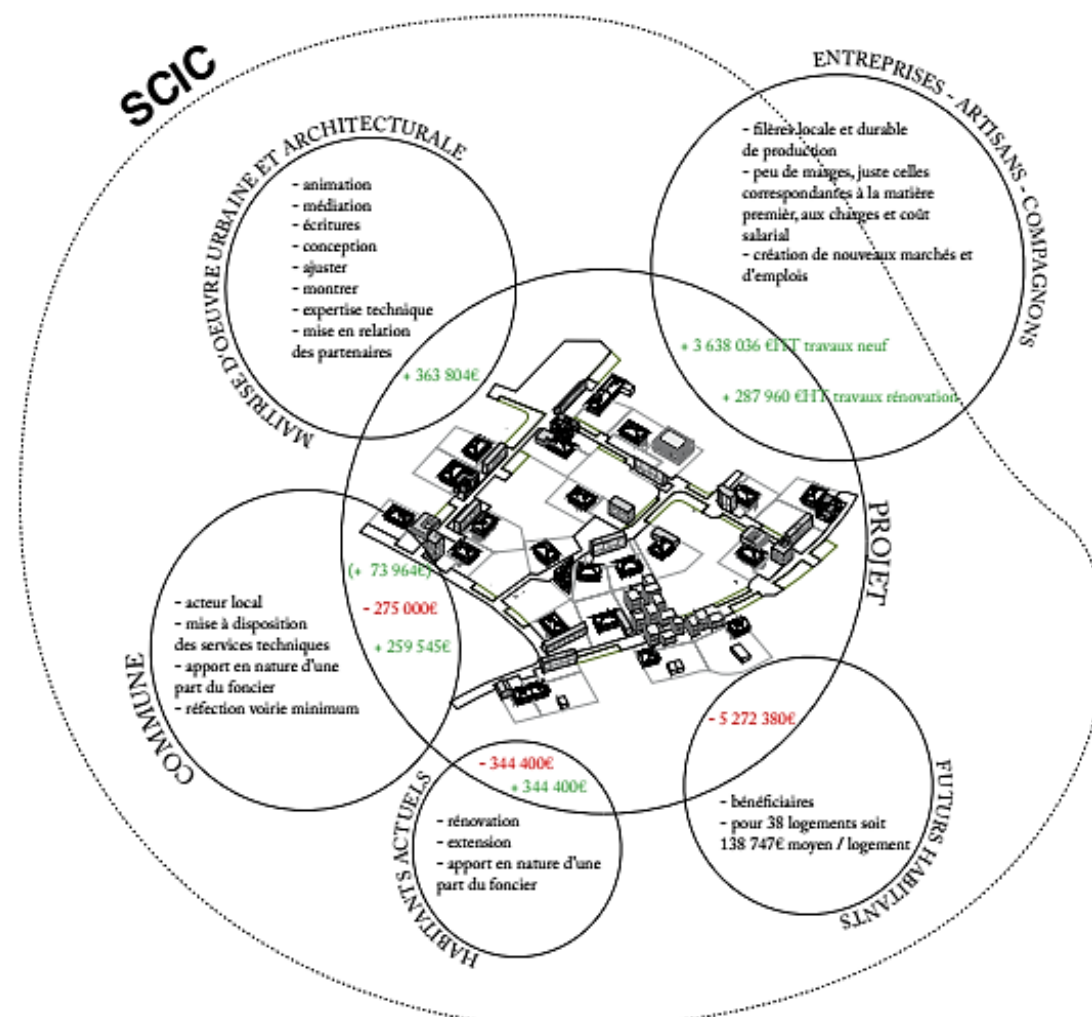 SCIC
MAITRISE D'OEUVRE URBAINE ET ARCHITECTURALE
- animation
- médiation
- écritures
- conception
- ajuster
- montrer
- expertise technique
- mise en relation
des partenaires
+ 363 804€
ENTREPRISES - ARTISANS - COMPAGNONS
- filère locale et durable
de production
- peu de marges, juste celles
correspondantes à la matière
premièr, aux charges et coût
salarial
- création de nouveaux marchés et
d'emplois
+ 3 638 036 €HT travaux neuf
+ 287 960 €HT travaux rénovation
PROJET
COMMUNE
- acteur local
- mise à disposition
des services techniques
- apport en nature d'une
part du foncier
- réfection voirie minimum
(+ 73 964€)
- 275 000€
+ 259 545€
HABITANTS ACTUELS
- 344 400€
+ 344 400€
- rénovation
- extension
- apport en nature d'une
part du foncier
FUTURS HABITANTS
- 5 272 380€
- bénéficiaires
- pour 38 logements soit
138 747€ moyen / logement